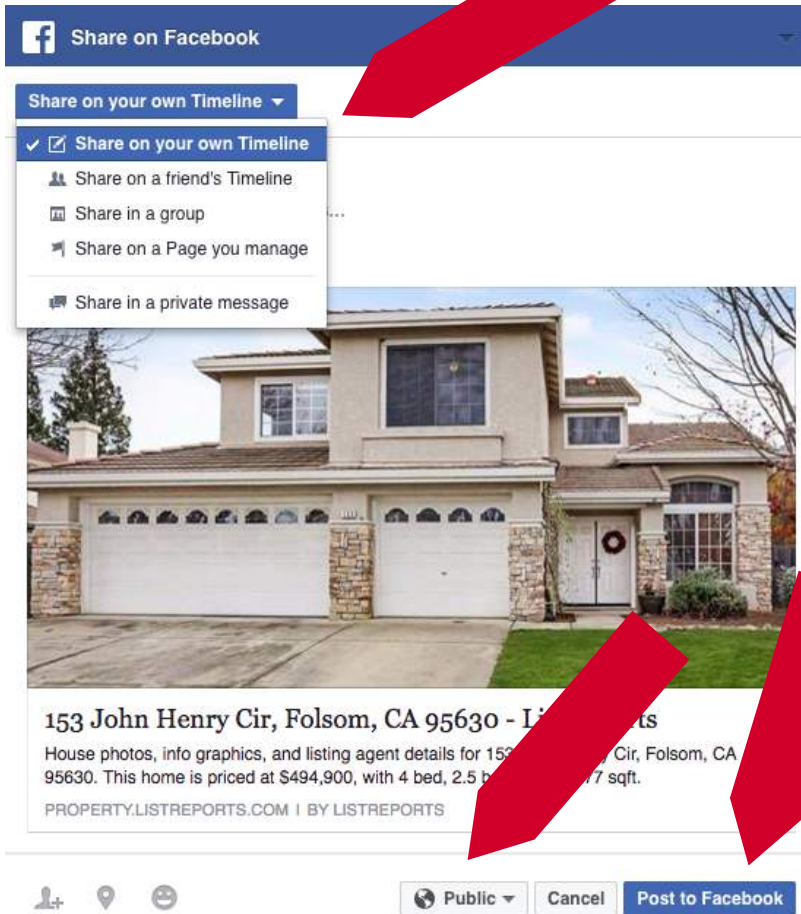 Share on Facebook
Share on your own Timeline
Share on your own Timeline
Share on a friend's Timeline
Share in a group
...
Share on a Page you manage
Share in a private message
153 John Henry Cir, Folsom, CA 95630 - Li ts
House photos, info graphics, and listing agent details for 153 Cir, Folsom, CA
95630. This home is priced at $494,900, with 4 bed, 2.5 b 77 sqft.
PROPERTY.LISTREPORTS.COM | BY LISTREPORTS
Public
Cancel
Post to Facebook